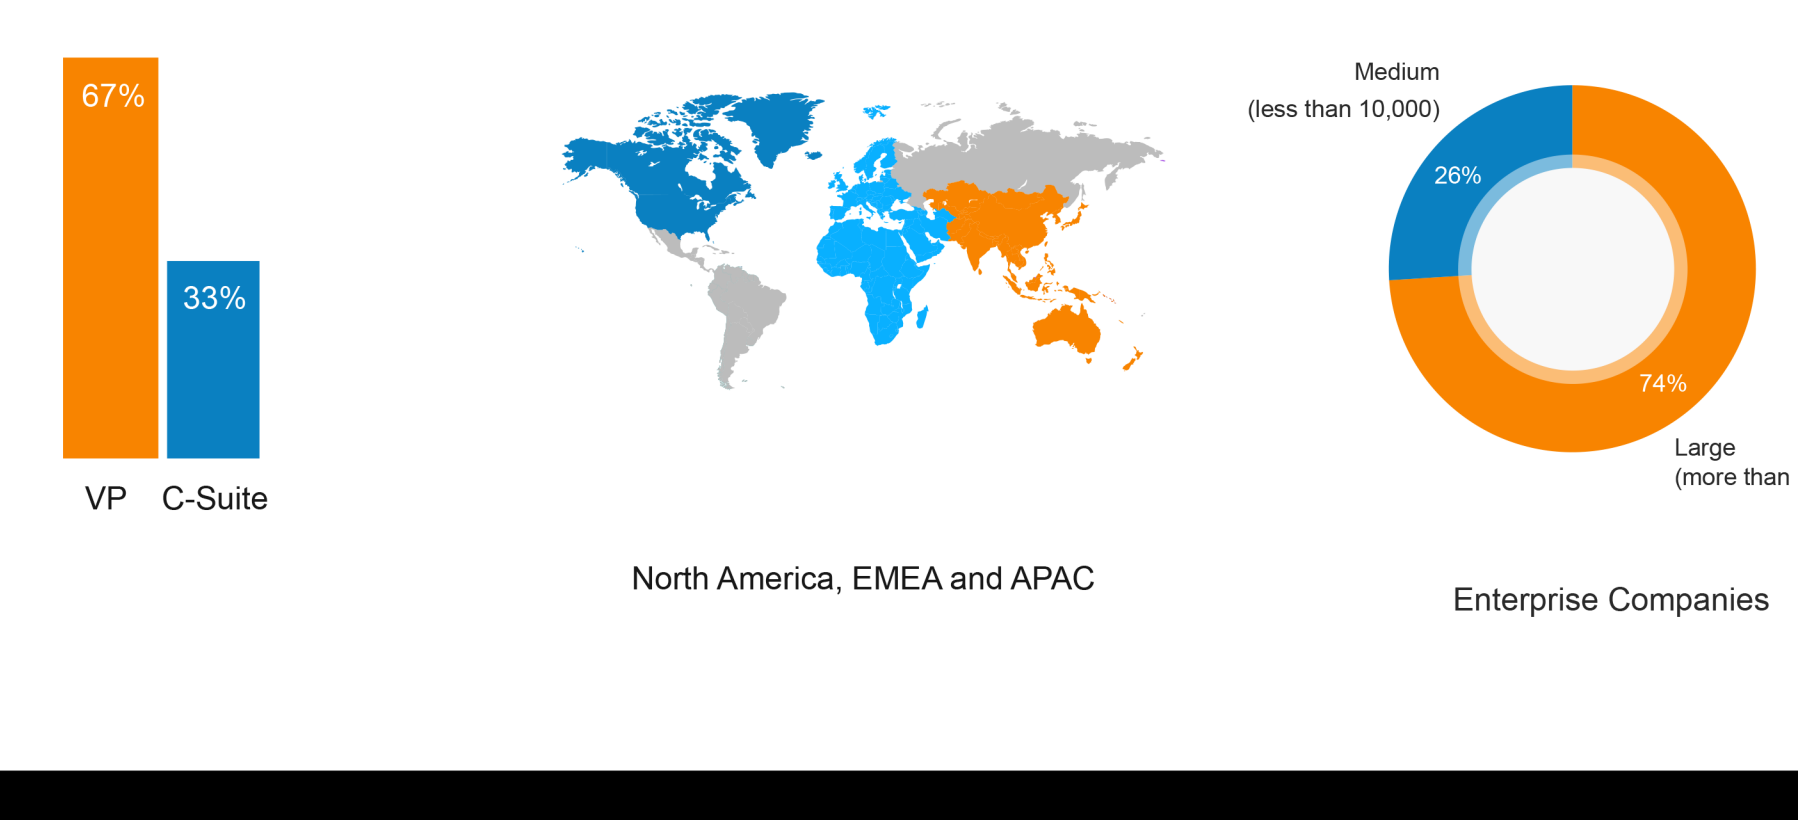 67%
33%
VP
C-Suite
North America, EMEA and APAC
Medium
(less than 10,000)
26%
74%
Large
(more than
Enterprise Companies